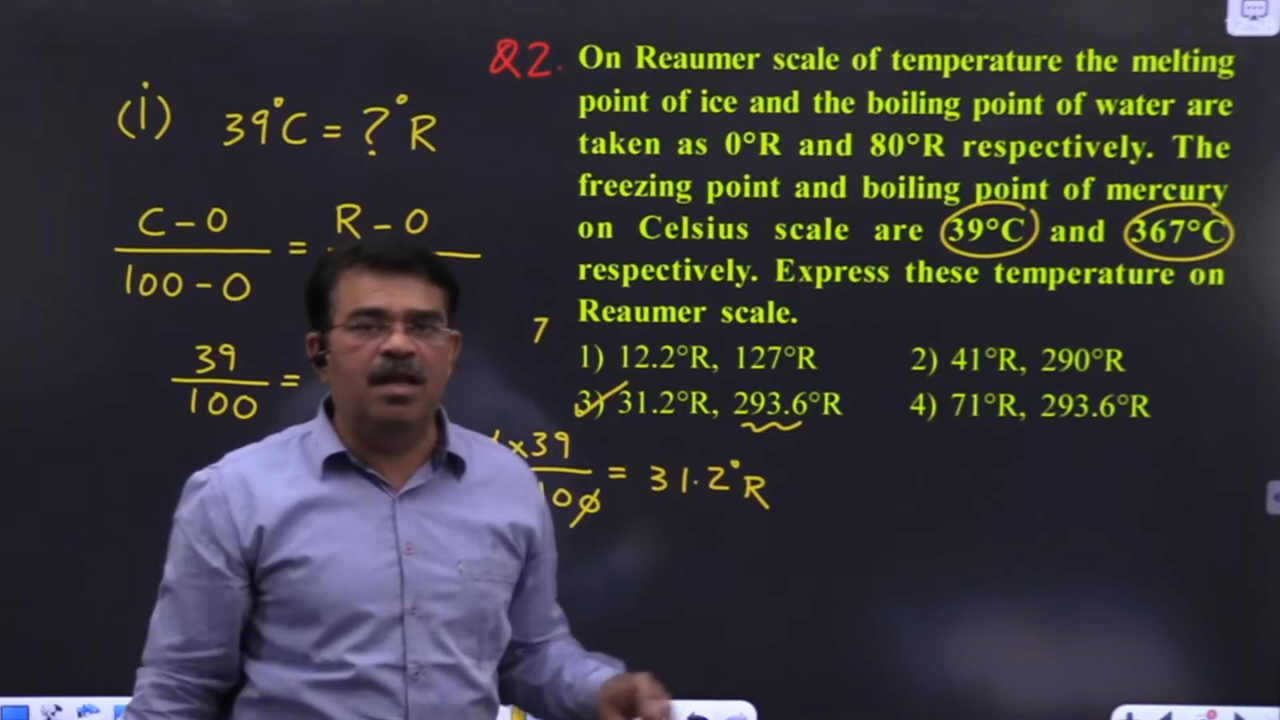 (i) 39°C = ?°R
C - 0 / 100 - 0 = R - 0
39 / 100 =
Q2. On Reaumer scale of temperature the melting
point of ice and the boiling point of water are
taken as 0°R and 80°R respectively. The
freezing point and boiling point of mercury
on Celsius scale are 39°C and 367°C
respectively. Express these temperature on
Reaumer scale.
7
1) 12.2°R, 127°R 2) 41°R, 290°R
3) 31.2°R, 293.6°R 4) 71°R, 293.6°R
x39 / 100 = 31.2°R